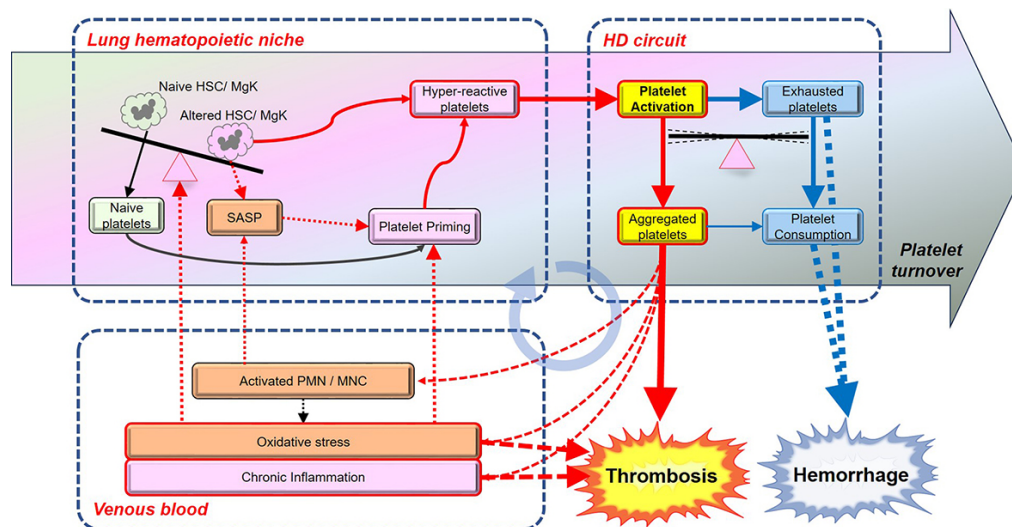 Lung hematopoietic niche
HD circuit
Naive HSC/ MgK
Altered HSC/ MgK
Hyper-reactive
platelets
Platelet
Activation
Exhausted
platelets
Naive
platelets
SASP
Platelet Priming
Aggregated
platelets
Platelet
Consumption
Platelet
turnover
Activated PMN / MNC
Oxidative stress
Chronic Inflammation
Venous blood
Thrombosis
Hemorrhage